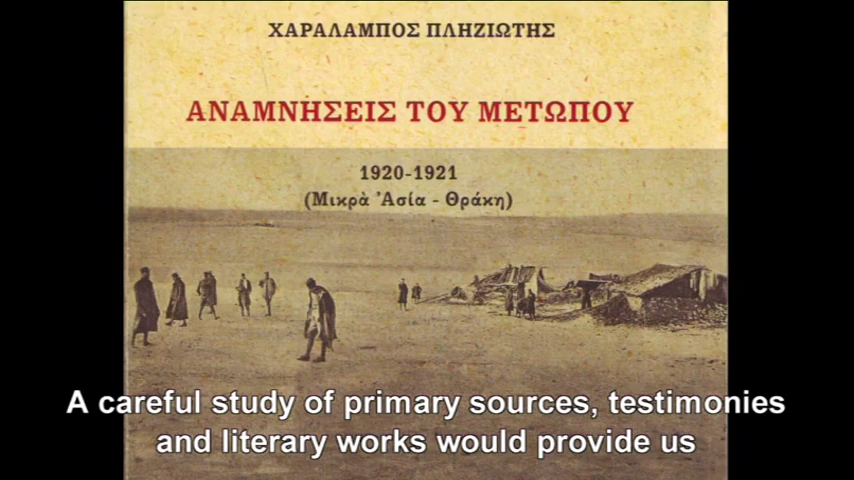 ΧΑΡΑΛΑΜΠΟΣ ΠΛΗΖΙΩΤΗΣ
ΑΝΑΜΝΗΣΕΙΣ ΤΟΥ ΜΕΤΩΠΟΥ
1920-1921
(Μικρὰ Ἀσία - Θράκη)
A careful study of primary sources, testimonies
and literary works would provide us